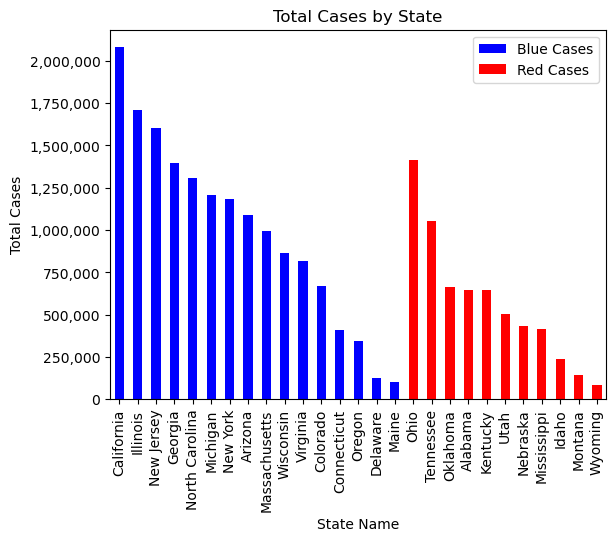 Total Cases by State
Blue Cases
Red Cases
Total Cases
2,000,000
1,750,000
1,500,000
1,250,000
1,000,000
750,000
500,000
250,000
0
California
Illinois
New Jersey
Georgia
North Carolina
Michigan
New York
Arizona
Massachusetts
Wisconsin
Virginia
Colorado
Connecticut
Oregon
Delaware
Maine
Ohio
Tennessee
Oklahoma
Alabama
Kentucky
Utah
Nebraska
Mississippi
Idaho
Montana
Wyoming
State Name